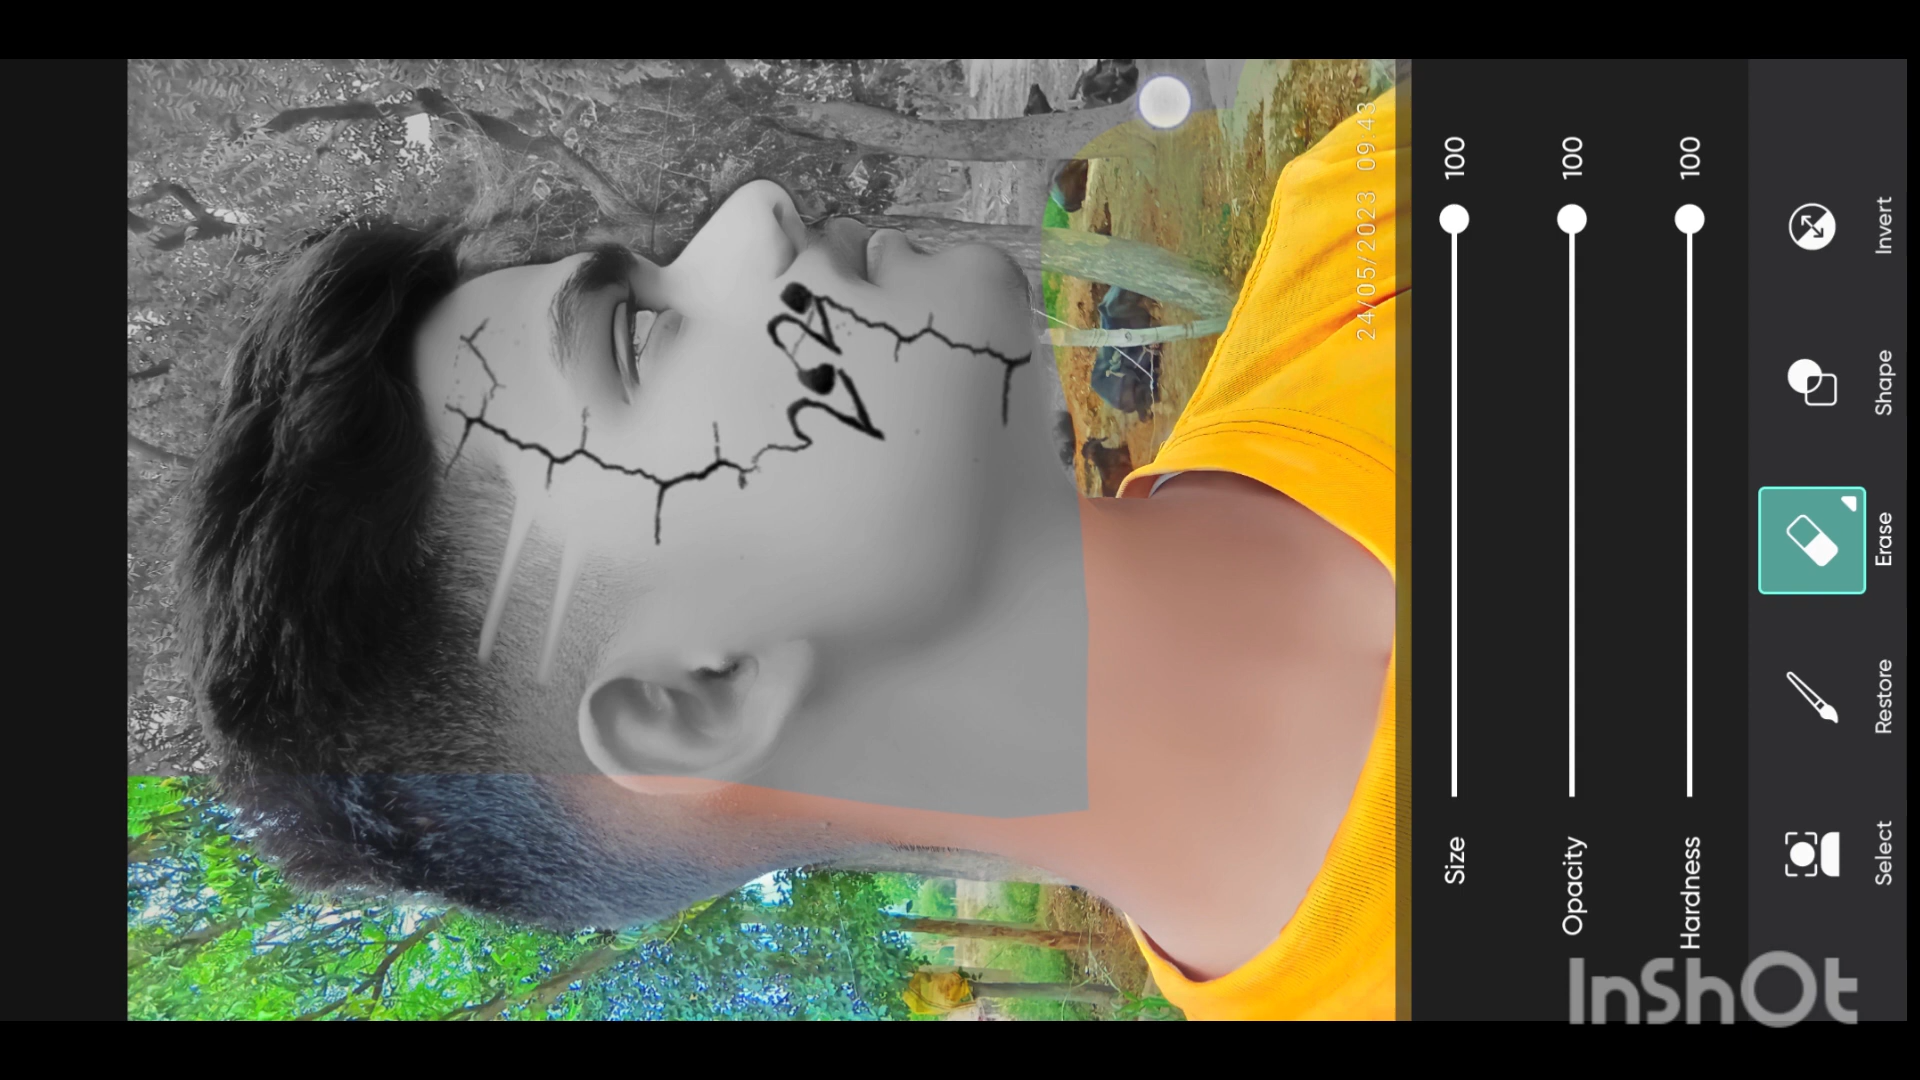 24/05/2023 09:43
Size 100
Opacity 100
Hardness 100
Select
Restore
Erase
Shape
Invert
InShOt